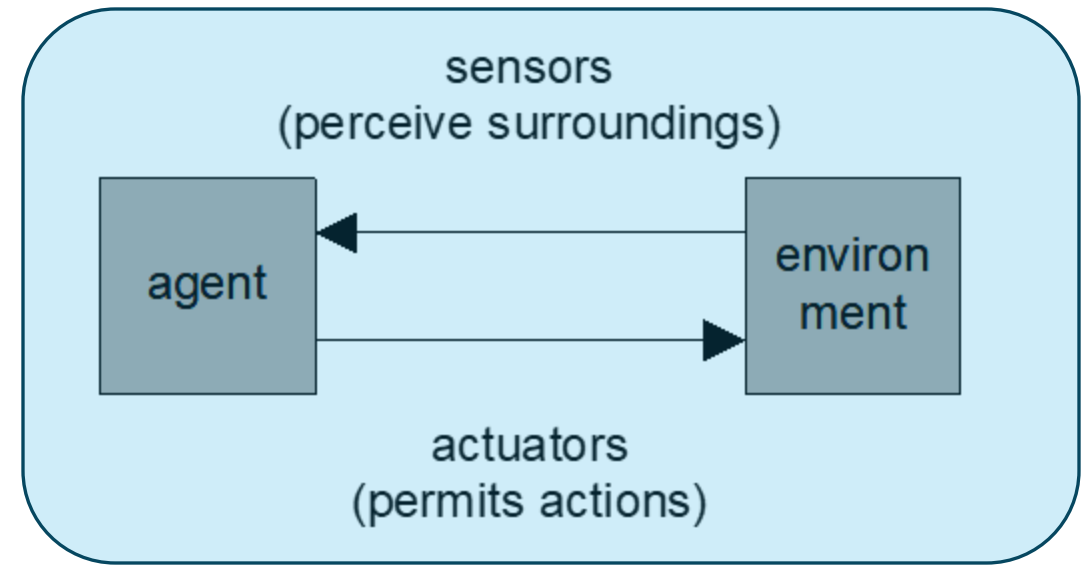 sensors
(perceive surroundings)
agent
environ
ment
actuators
(permits actions)